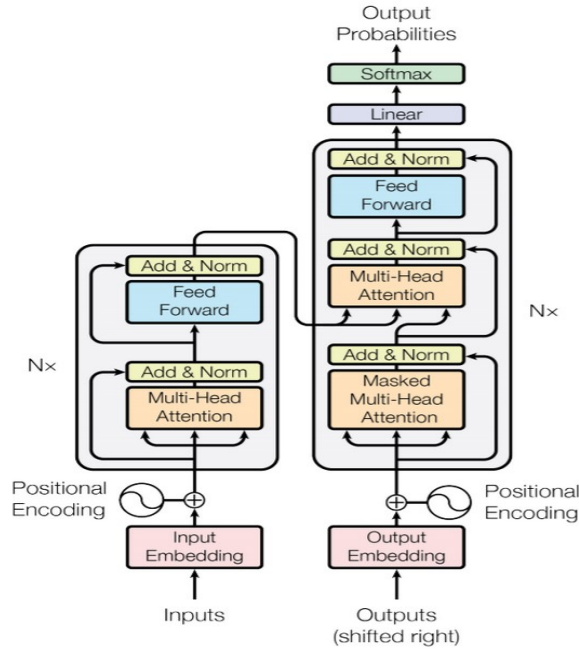 Output
Probabilities
Softmax
Linear
Add & Norm
Feed
Forward
Add & Norm
Multi-Head
Attention
Add & Norm
Masked
Multi-Head
Attention
Nx
Add & Norm
Feed
Forward
Add & Norm
Multi-Head
Attention
Nx
Positional
Encoding
Positional
Encoding
Input
Embedding
Output
Embedding
Inputs
Outputs
(shifted right)